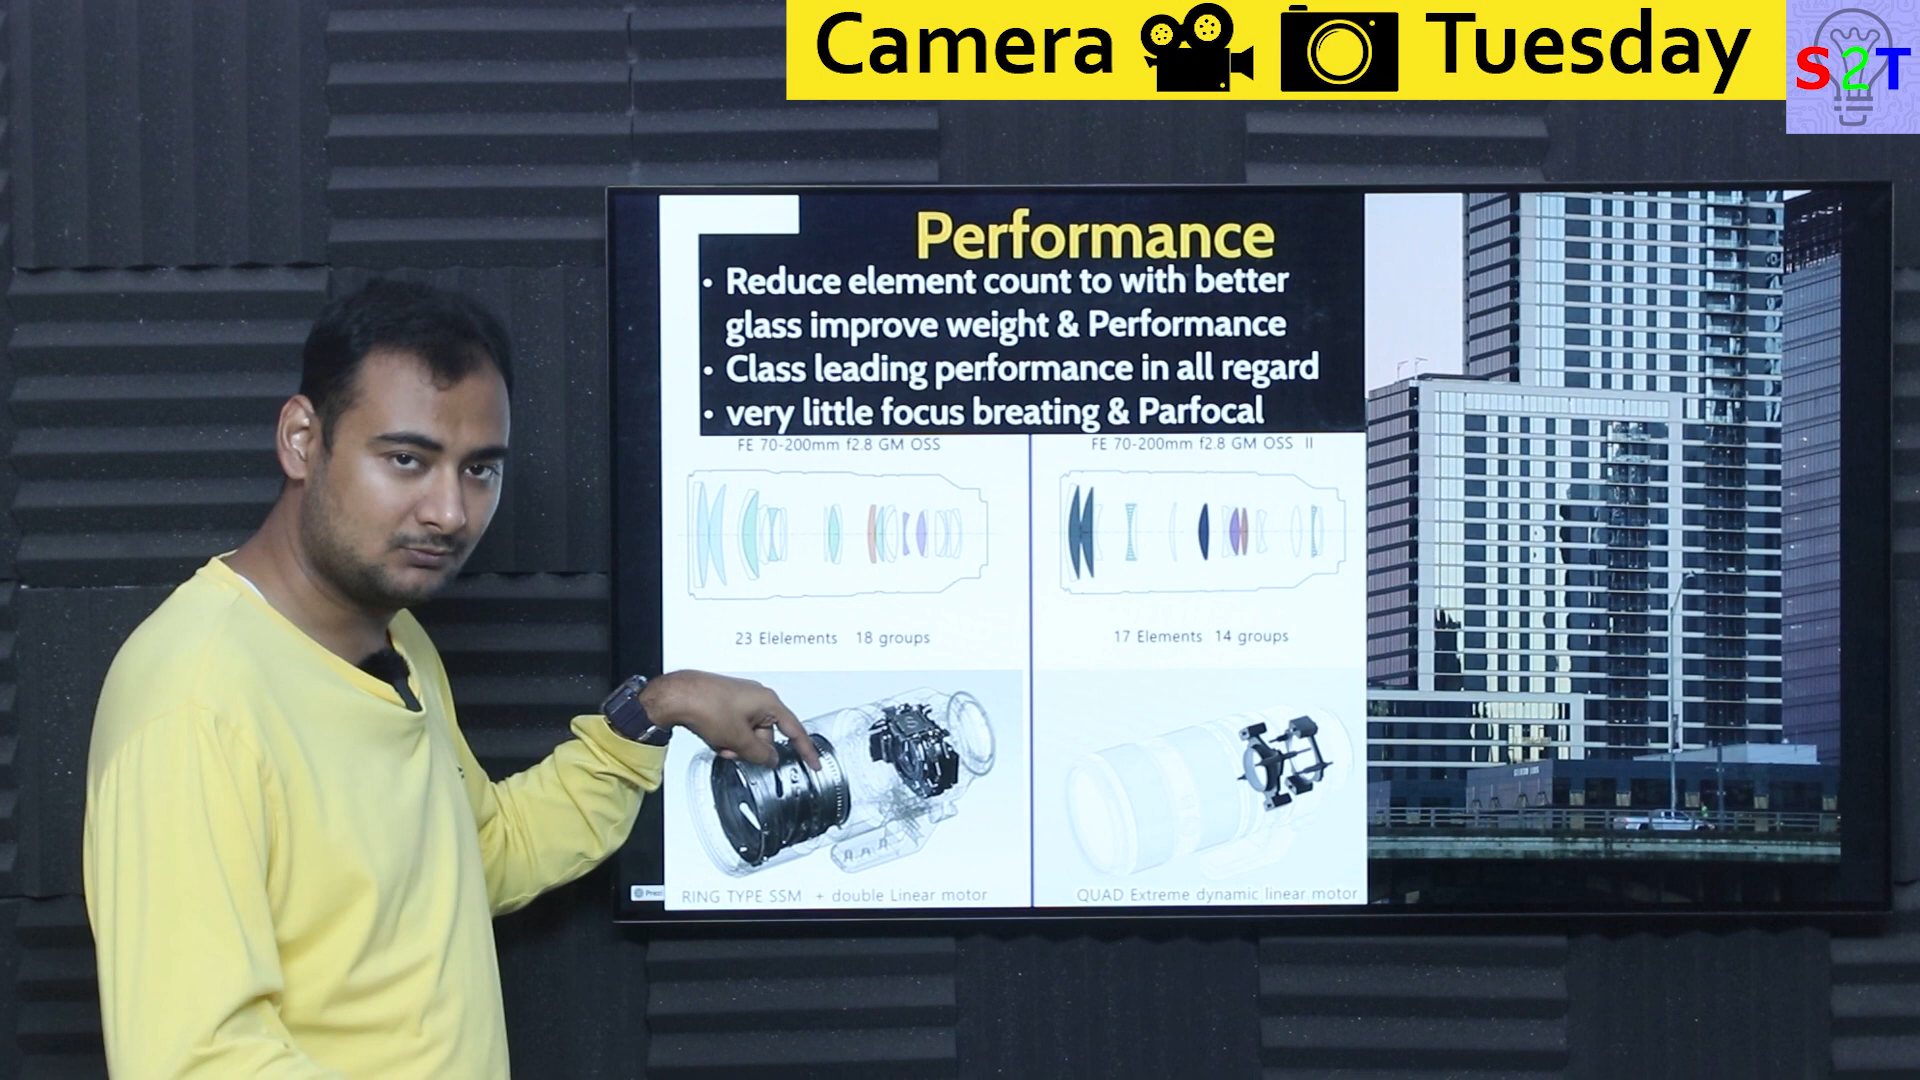 Camera Tuesday
S2T
Performance
• Reduce element count to with better
glass improve weight & Performance
• Class leading performance in all regard
• very little focus breating & Parfocal
FE 70-200mm f2.8 GM OSS
FE 70-200mm f2.8 GM OSS II
23 Elelements 18 groups
17 Elements 14 groups
RING TYPE SSM + double Linear motor
QUAD Extreme dynamic linear motor